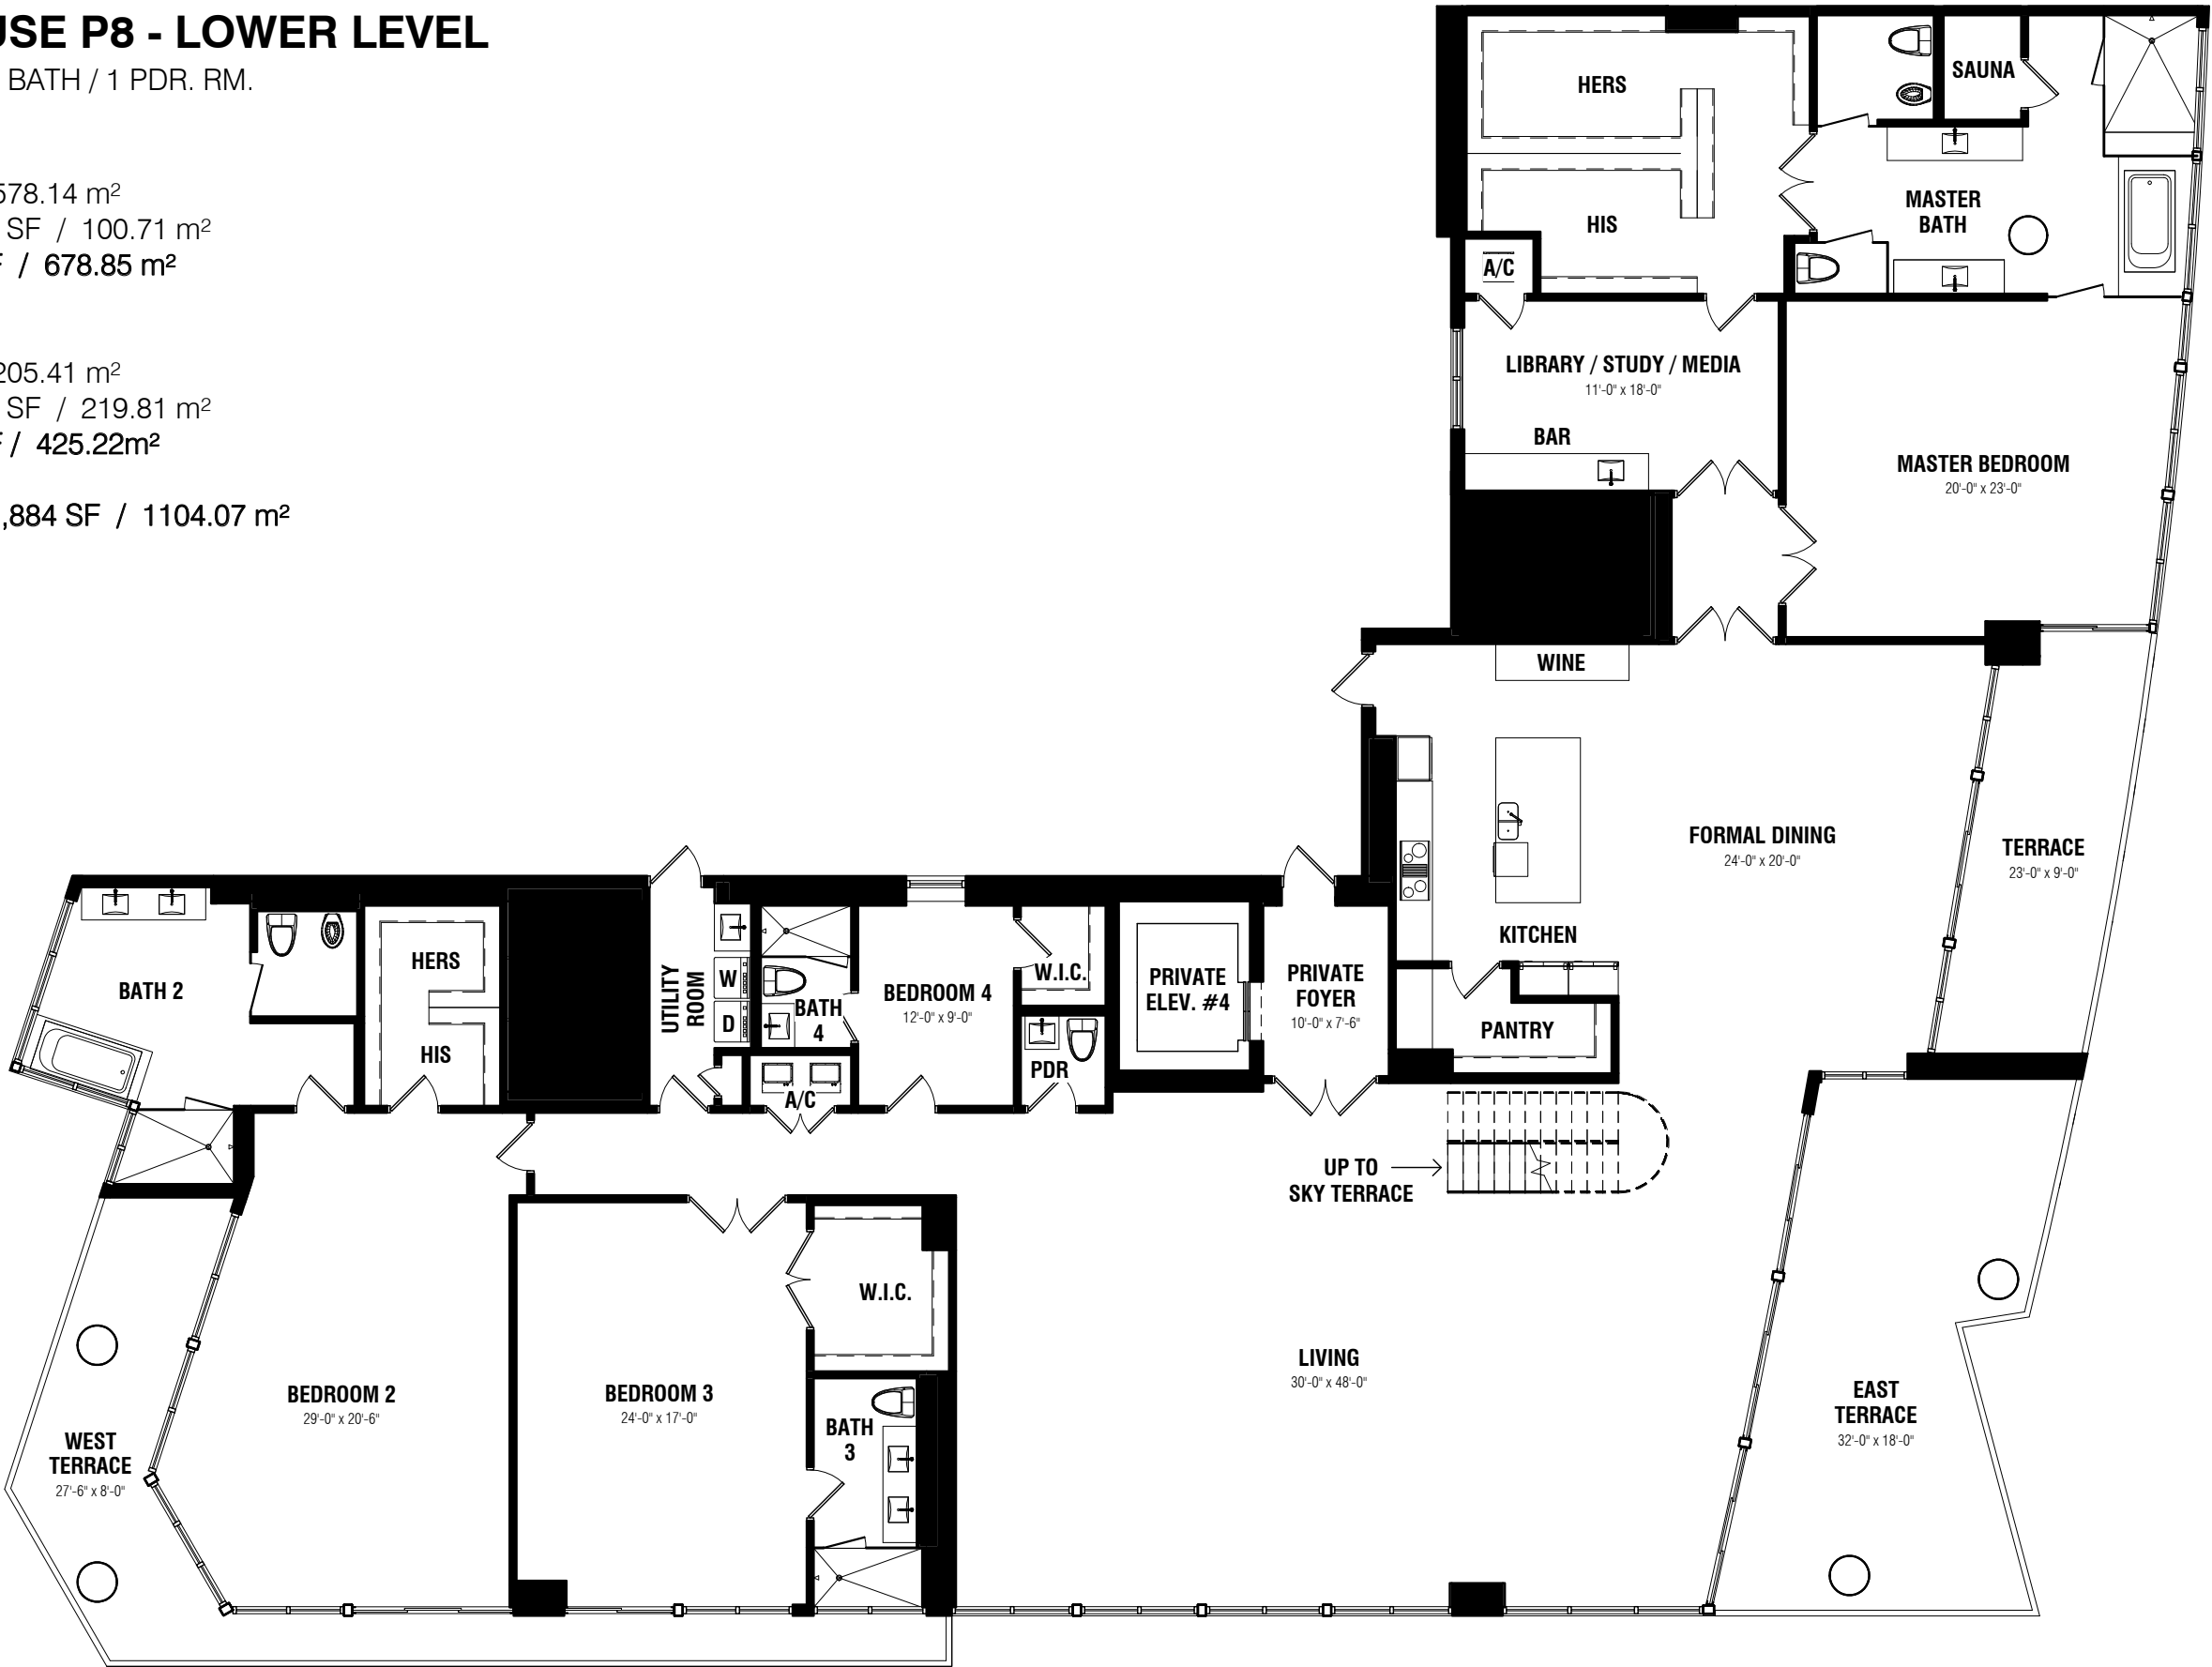 USE P8 - LOWER LEVEL
BATH / 1 PDR. RM.
578.14 m²
SF / 100.71 m²
/ 678.85 m²
205.41 m²
SF / 219.81 m²
/ 425.22m²
,884 SF / 1104.07 m²
HERS
SAUNA
HIS
MASTER
BATH
A/C
LIBRARY / STUDY / MEDIA
11'-0" x 18'-0"
BAR
MASTER BEDROOM
20'-0" x 23'-0"
WINE
FORMAL DINING
24'-0" x 20'-0"
TERRACE
23'-0" x 9'-0"
KITCHEN
PANTRY
PRIVATE
FOYER
10'-0" x 7'-6"
PRIVATE
ELEV. #4
W.I.C.
PDR
BEDROOM 4
12'-0" x 9'-0"
BATH
4
A/C
W
D
UTILITY
ROOM
HERS
HIS
BATH 2
UP TO
SKY TERRACE
W.I.C.
LIVING
30'-0" x 48'-0"
BEDROOM 2
29'-0" x 20'-6"
BEDROOM 3
24'-0" x 17'-0"
BATH
3
WEST
TERRACE
27'-6" x 8'-0"
EAST
TERRACE
32'-0" x 18'-0"